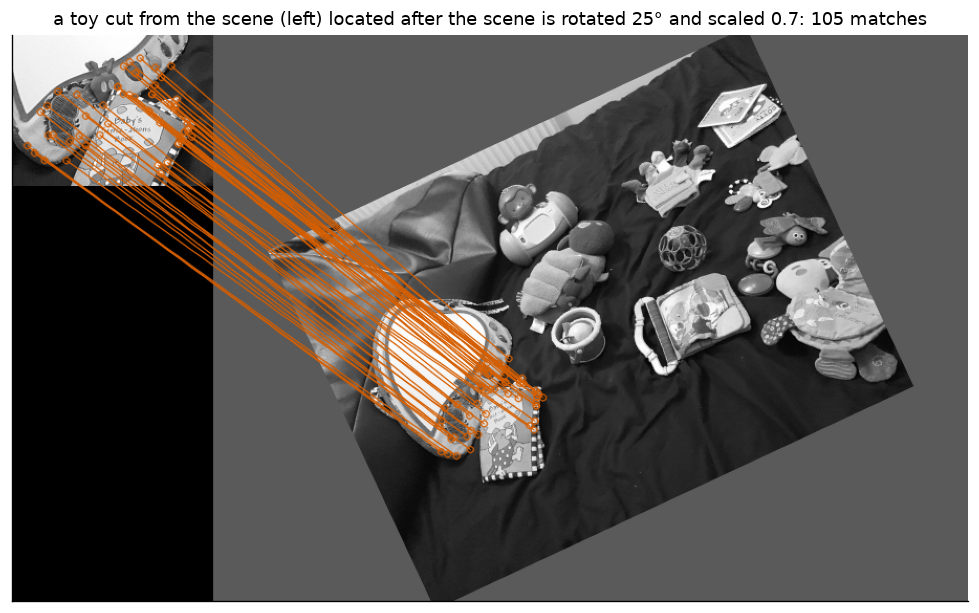 a toy cut from the scene (left) located after the scene is rotated 25° and scaled 0.7: 105 matches
Baby's